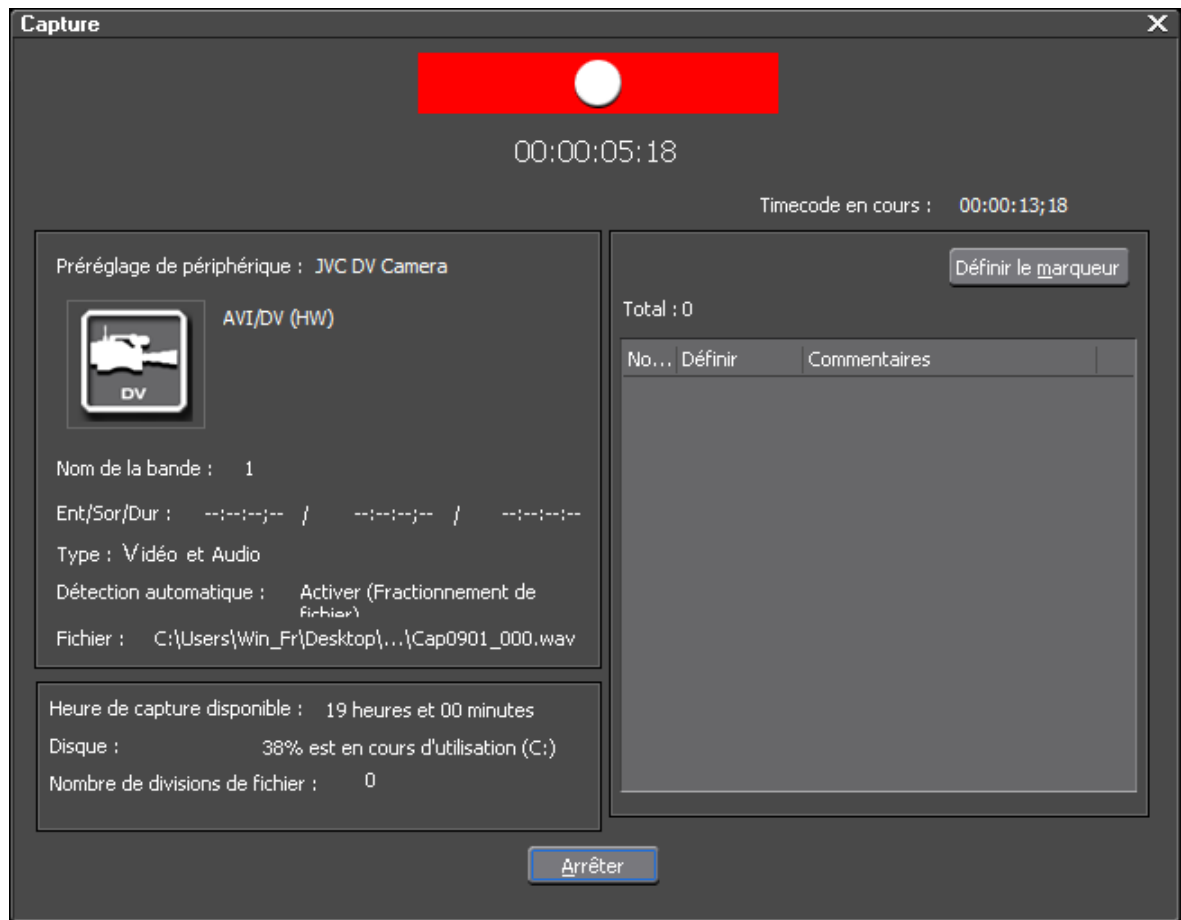 Capture
00:00:05:18
Timecode en cours : 00:00:13;18
Préréglage de périphérique : JVC DV Camera
AVI/DV (HW)
DV
Nom de la bande : 1
Ent/Sor/Dur : --:--:--;-- / --:--:--;-- / --:--:--:--
Type : Vidéo et Audio
Détection automatique : Activer (Fractionnement de
fichier)
Fichier : C:\Users\Win_Fr\Desktop\...\Cap0901_000.wav
Heure de capture disponible : 19 heures et 00 minutes
Disque : 38% est en cours d'utilisation (C:)
Nombre de divisions de fichier : 0
Définir le marqueur
Total : 0
No... Définir Commentaires
Arrêter